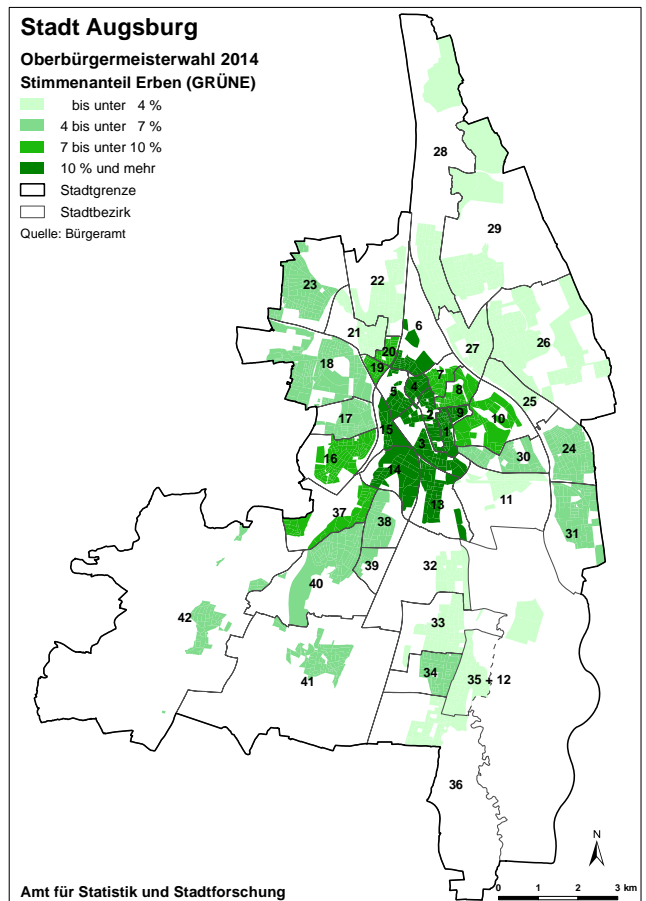 Stadt Augsburg
Oberbürgermeisterwahl 2014
Stimmenanteil Erben (GRÜNE)
bis unter 4 %
4 bis unter 7 %
7 bis unter 10 %
10 % und mehr
Stadtgrenze
Stadtbezirk
Quelle: Bürgeramt
28
29
23
22
6
21
26
27
20
18
19
7
5
4
8
25
2
9
10
17
15
1
3
24
16
30
14
11
13
31
37
38
32
39
40
42
33
41
34
35 + 12
36
N
Amt für Statistik und Stadtforschung
0 1 2 3 km